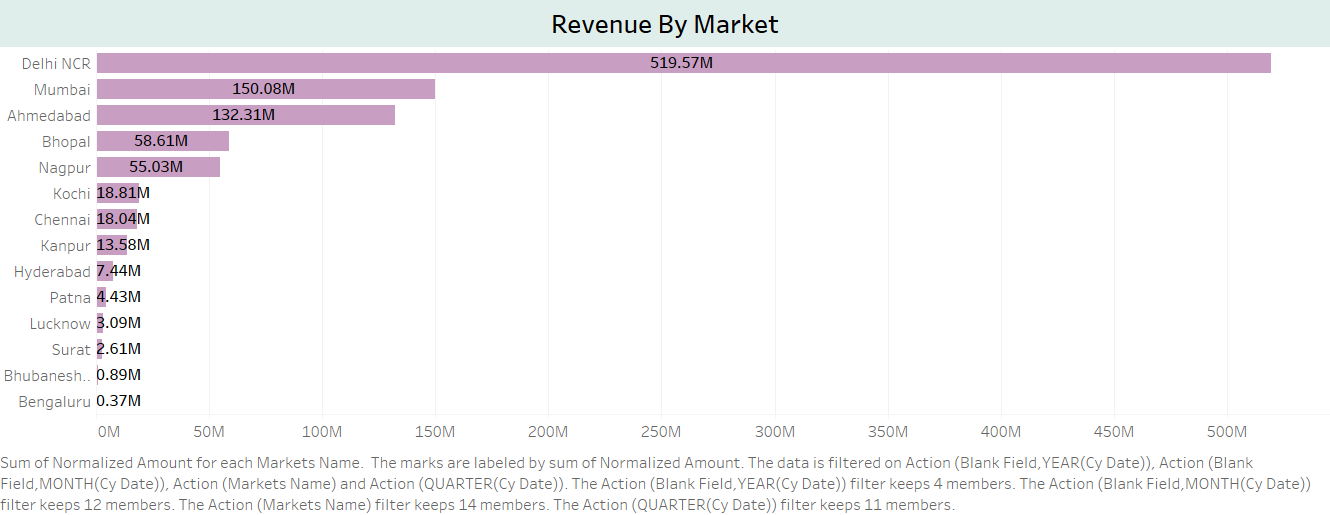 Revenue By Market
Delhi NCR 519.57M
Mumbai 150.08M
Ahmedabad 132.31M
Bhopal 58.61M
Nagpur 55.03M
Kochi 18.81M
Chennai 18.04M
Kanpur 13.58M
Hyderabad 7.44M
Patna 4.43M
Lucknow 3.09M
Surat 2.61M
Bhubanesh.. 0.89M
Bengaluru 0.37M
0M 50M 100M 150M 200M 250M 300M 350M 400M 450M 500M
Sum of Normalized Amount for each Markets Name.  The marks are labeled by sum of Normalized Amount. The data is filtered on Action (Blank Field,YEAR(Cy Date)), Action (Blank
Field,MONTH(Cy Date)), Action (Markets Name) and Action (QUARTER(Cy Date)). The Action (Blank Field,YEAR(Cy Date)) filter keeps 4 members. The Action (Blank Field,MONTH(Cy Date))
filter keeps 12 members. The Action (Markets Name) filter keeps 14 members. The Action (QUARTER(Cy Date)) filter keeps 11 members.